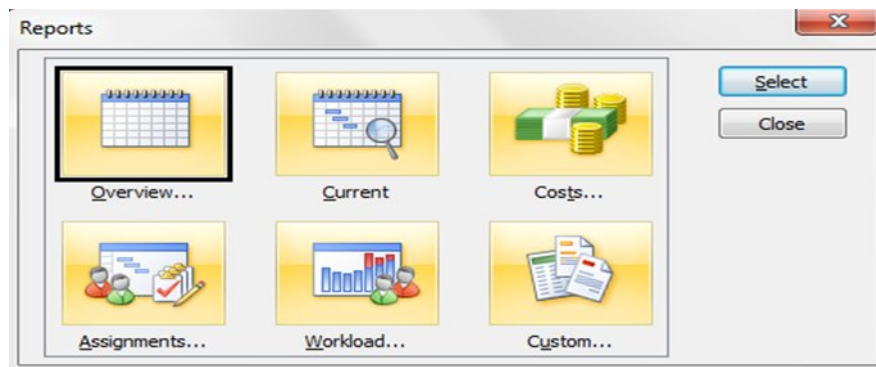 Reports
Select
Close
Overview...
Current
Costs...
Assignments...
Workload...
Custom...